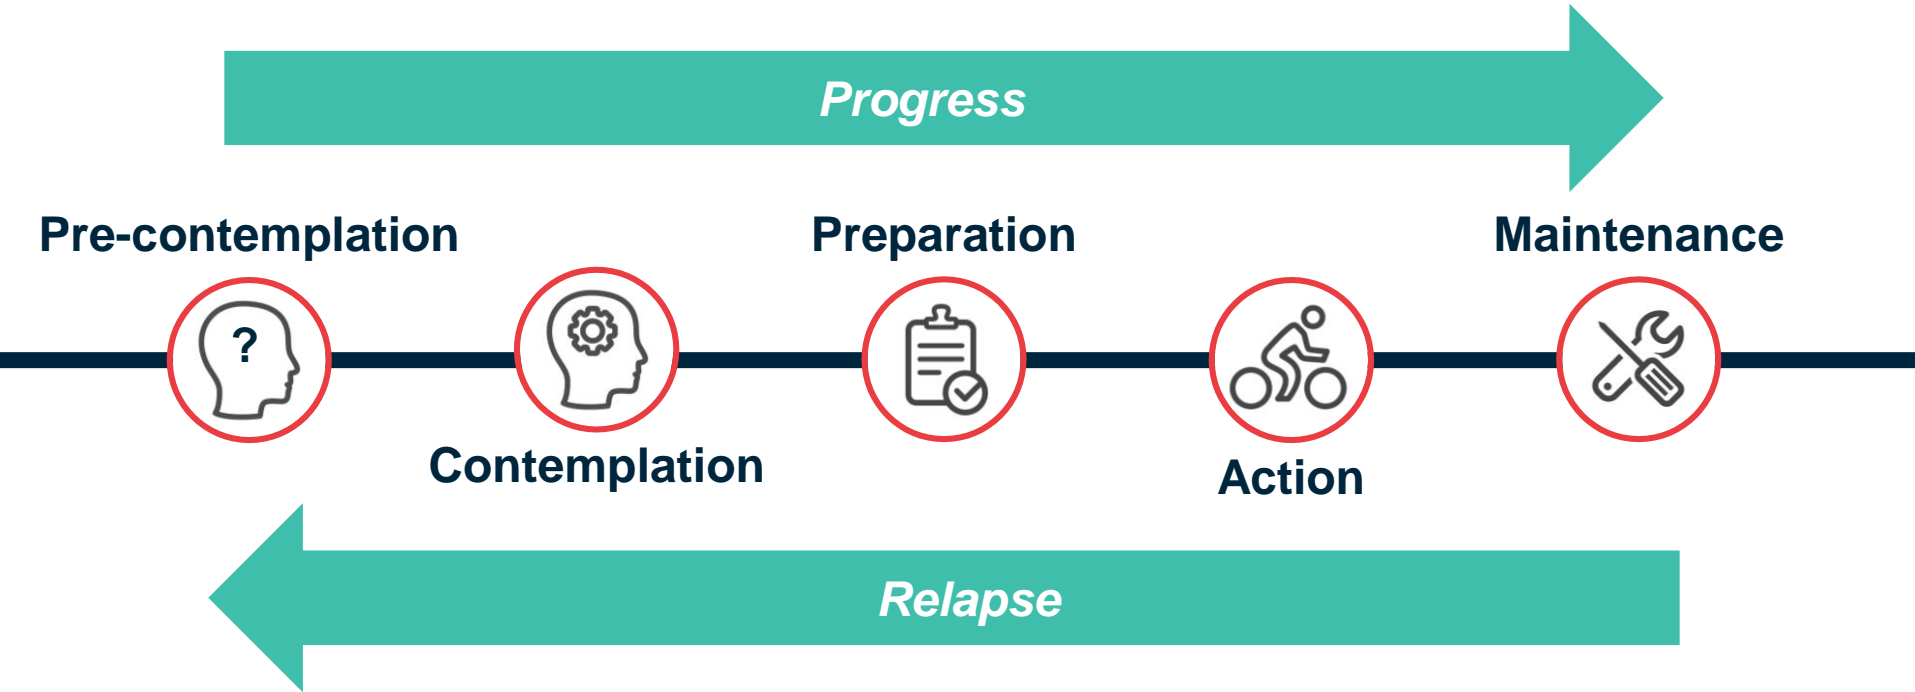 Progress
Pre-contemplation
Preparation
Maintenance
?
Contemplation
Action
Relapse